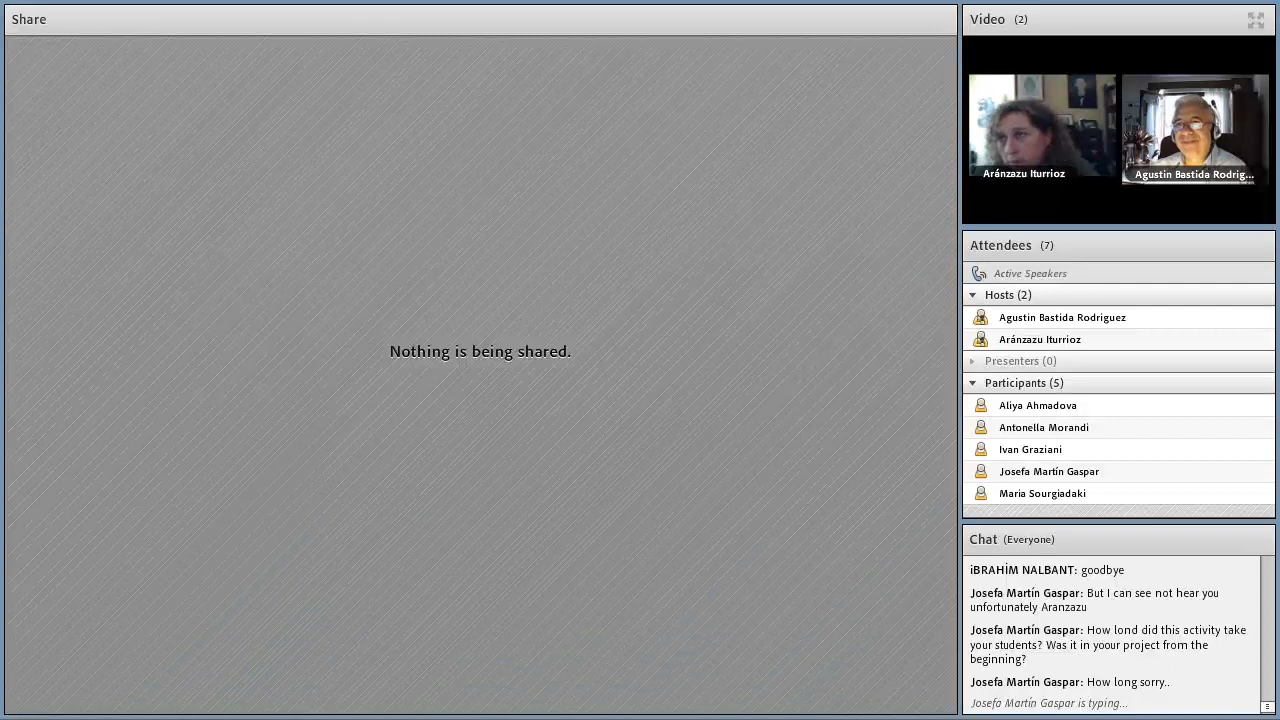 Share
Nothing is being shared.
Video (2)
Aránzazu Iturrioz
Agustin Bastida Rodrig...
Attendees (7)
Active Speakers
Hosts (2)
Agustin Bastida Rodriguez
Aránzazu Iturrioz
Presenters (0)
Participants (5)
Aliya Ahmadova
Antonella Morandi
Ivan Graziani
Josefa Martín Gaspar
Maria Sourgiadaki
Chat (Everyone)
iBRAHİM NALBANT: goodbye
Josefa Martín Gaspar: But I can see not hear you
unfortunately Aranzazu
Josefa Martín Gaspar: How lond did this activity take
your students? Was it in yoour project from the
beginning?
Josefa Martín Gaspar: How long sorry..
Josefa Martín Gaspar is typing...